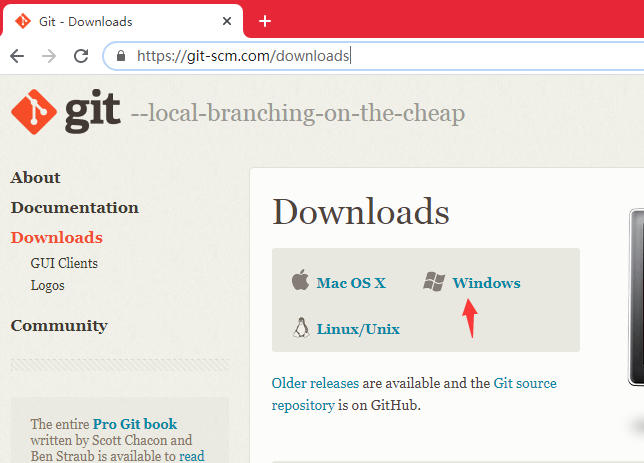 Git - Downloads
https://git-scm.com/downloads
git --local-branching-on-the-cheap
About
Documentation
Downloads
GUI Clients
Logos
Community
The entire Pro Git book
written by Scott Chacon and
Ben Straub is available to read
Downloads
Mac OS X Windows
Linux/Unix
Older releases are available and the Git source
repository is on GitHub.